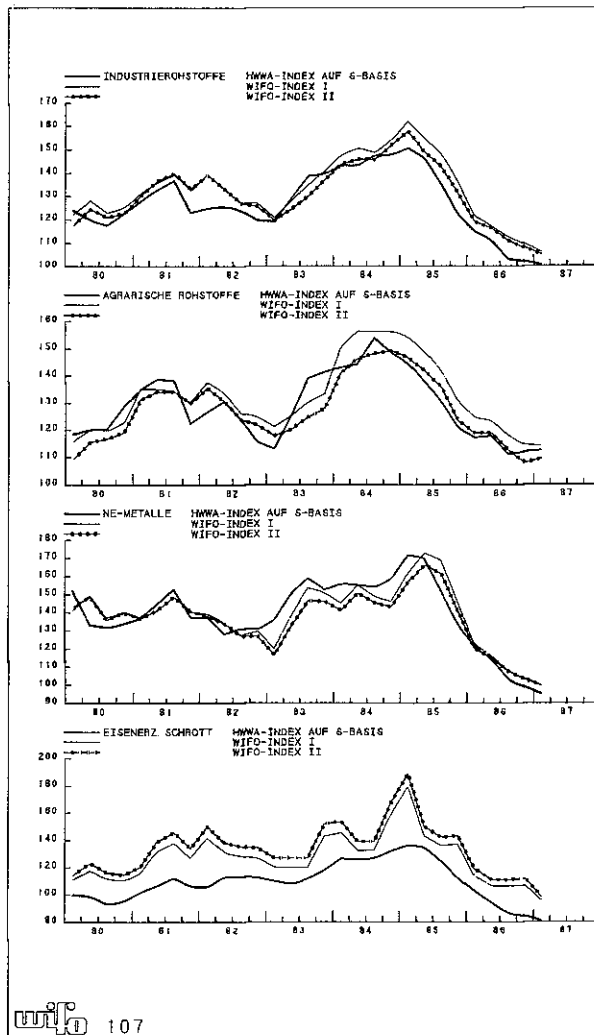 INDUSTRIEROHSTOFFE HWWA-INDEX AUF $-BASIS
WIFO-INDEX I
WIFO-INDEX II
170
160
150
140
130
120
110
100
80 81 82 83 84 85 86 87
AGRARISCHE ROHSTOFFE HWWA-INDEX AUF $-BASIS
WIFO-INDEX I
WIFO-INDEX II
160
150
140
130
120
110
100
80 81 82 83 84 85 86 87
NE-METALLE HWWA-INDEX AUF $-BASIS
WIFO-INDEX I
WIFO-INDEX II
180
170
160
150
140
130
120
110
100
90
80 81 82 83 84 85 86 87
EISENERZ, SCHROTT HWWA-INDEX AUF $-BASIS
WIFO-INDEX I
WIFO-INDEX II
200
180
160
140
120
100
80
80 81 82 83 84 85 86 87
wifo 107